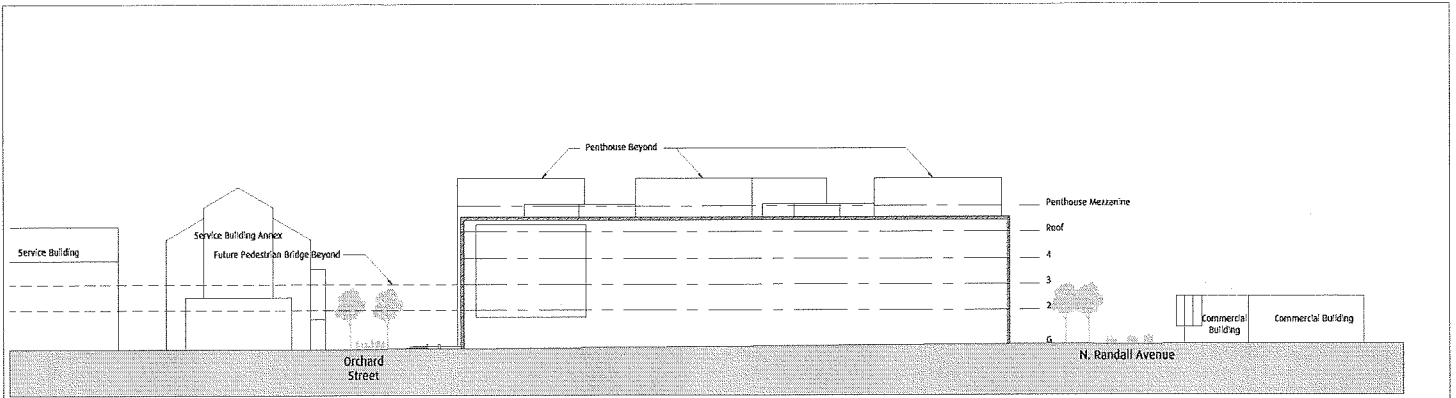 Penthouse Beyond
Penthouse Mezzanine
Roof
Service Building Annex
Service Building
Future Pedestrian Bridge Beyond
4
3
2
Commercial
Building
Commercial Building
G
Orchard
Street
N. Randall Avenue